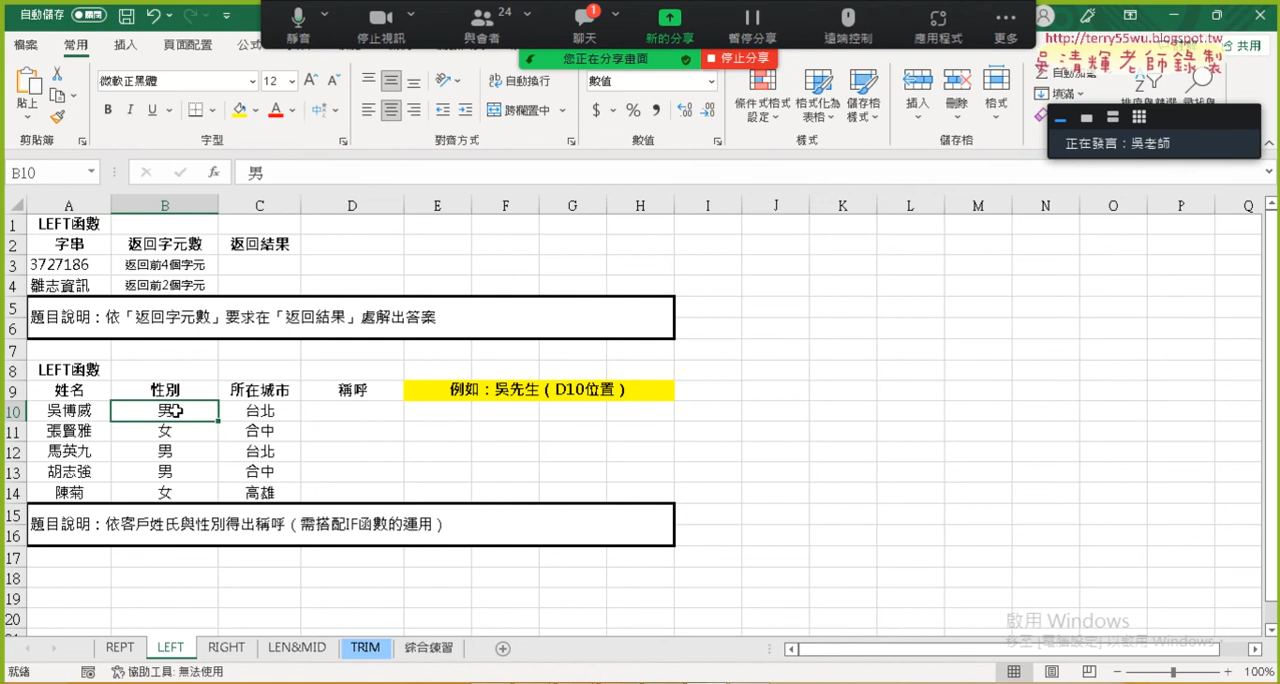 自動儲存
靜音 停止視訊 與會者 24 聊天 1 新的分享 暫停分享 遠端控制 應用程式 更多
您正在分享畫面 停止分享
http://terry55wu.blogspot.tw
吳清輝老師錄製
檔案 常用 插入 頁面配置 公式 共用
貼上 微軟正黑體 12 自動換行 數值
B I U 跨欄置中 $ % 條件式格式設定 格式化為表格 儲存格樣式 插入 刪除 格式 填滿
剪貼簿 字型 對齊方式 數值 樣式 儲存格
正在發言：吳老師
B10 fx 男
A B C D E F G H I J K L M N O P Q
1 LEFT函數
2 字串 返回字元數 返回結果
3 3727186 返回前4個字元
4 雛志資訊 返回前2個字元
5 題目說明：依「返回字元數」要求在「返回結果」處解出答案
6
7
8 LEFT函數
9 姓名 性別 所在城市 稱呼 例如：吳先生（D10位置）
10 吳博威 男 台北
11 張賢雅 女 台中
12 馬英九 男 台北
13 胡志強 男 台中
14 陳菊 女 高雄
15 題目說明：依客戶姓氏與性別得出稱呼（需搭配IF函數的運用）
16
17
18
19
20
啟用 Windows
移至 [電腦設定] 以啟用 Windows。
REPT LEFT RIGHT LEN&MID TRIM 綜合練習
就緒 協助工具: 無法使用 100%